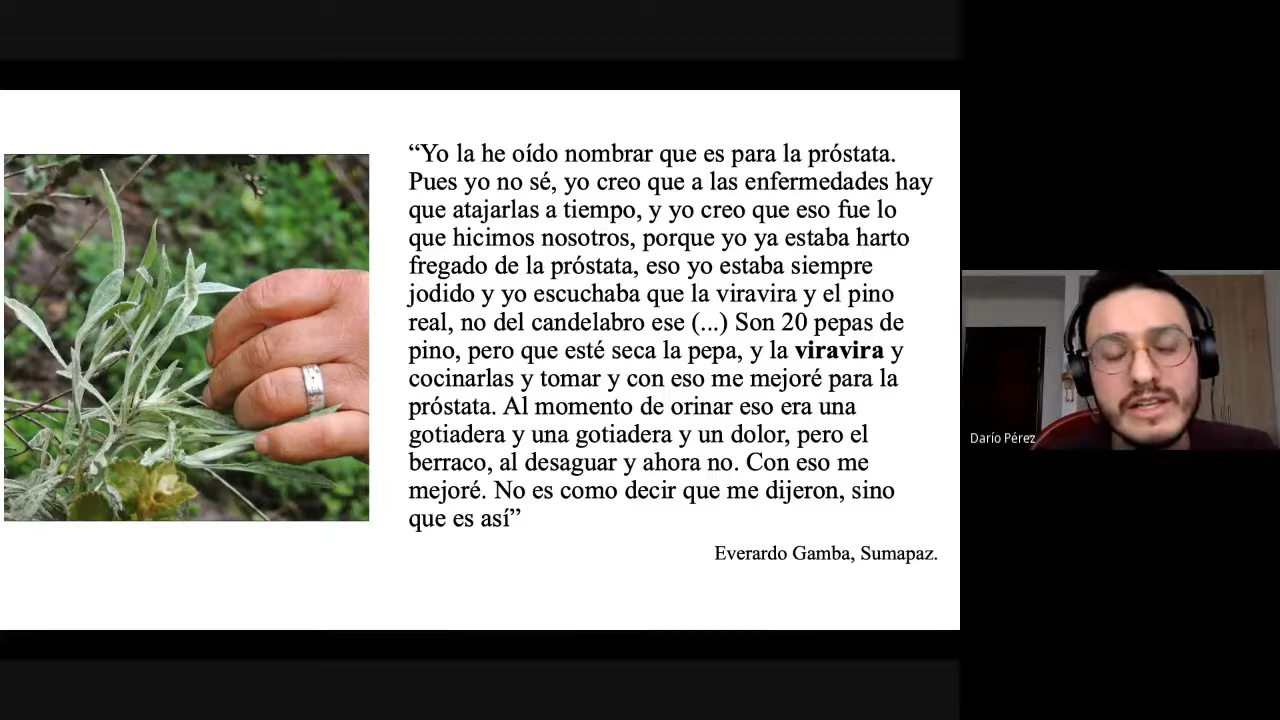 “Yo la he oído nombrar que es para la próstata.
Pues yo no sé, yo creo que a las enfermedades hay
que atajarlas a tiempo, y yo creo que eso fue lo
que hicimos nosotros, porque yo ya estaba harto
fregado de la próstata, eso yo estaba siempre
jodido y yo escuchaba que la viravira y el pino
real, no del candelabro ese (...) Son 20 pepas de
pino, pero que esté seca la pepa, y la viravira y
cocinarlas y tomar y con eso me mejoré para la
próstata. Al momento de orinar eso era una
gotiadera y una gotiadera y un dolor, pero el
berraco, al desaguar y ahora no. Con eso me
mejoré. No es como decir que me dijeron, sino
que es así”
Everardo Gamba, Sumapaz.
Darío Pérez